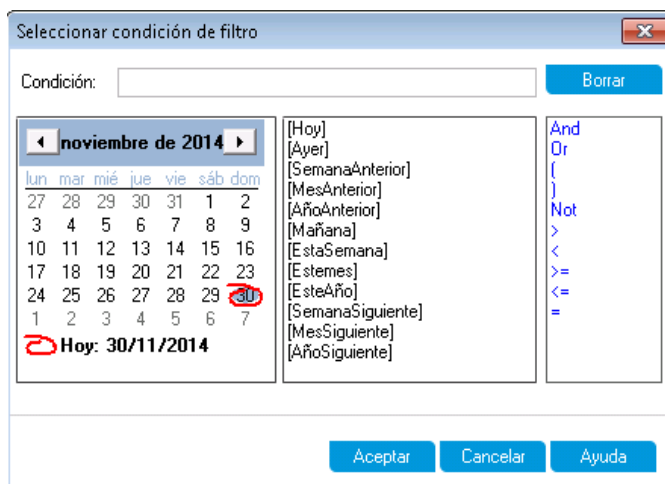 Seleccionar condición de filtro
Condición:
Borrar
noviembre de 2014
lun mar mié jue vie sáb dom
27 28 29 30 31 1 2
3 4 5 6 7 8 9
10 11 12 13 14 15 16
17 18 19 20 21 22 23
24 25 26 27 28 29 30
1 2 3 4 5 6 7
Hoy: 30/11/2014
[Hoy]
[Ayer]
[SemanaAnterior]
[MesAnterior]
[AñoAnterior]
[Mañana]
[EstaSemana]
[Estemes]
[EsteAño]
[SemanaSiguiente]
[MesSiguiente]
[AñoSiguiente]
And
Or
(
)
Not
>
<
>=
<=
=
Aceptar Cancelar Ayuda